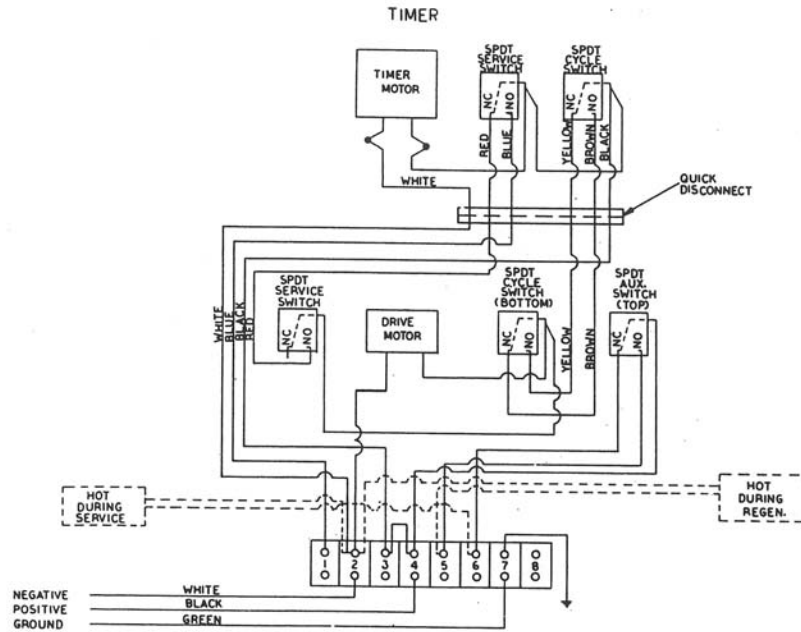 TIMER
TIMER
MOTOR
SPDT
SERVICE
SWITCH
NC
NO
SPDT
CYCLE
SWITCH
NC
NO
RED
BLUE
YELLOW
BROWN
BLACK
WHITE
QUICK
DISCONNECT
WHITE
BLUE
BLACK
RED
SPDT
SERVICE
SWITCH
NC
NO
DRIVE
MOTOR
SPDT
CYCLE
SWITCH
(BOTTOM)
NC
NO
YELLOW
BROWN
SPDT
AUX.
SWITCH
(TOP)
NC
NO
HOT
DURING
SERVICE
HOT
DURING
REGEN.
1 2 3 4 5 6 7 8
NEGATIVE WHITE
POSITIVE BLACK
GROUND GREEN